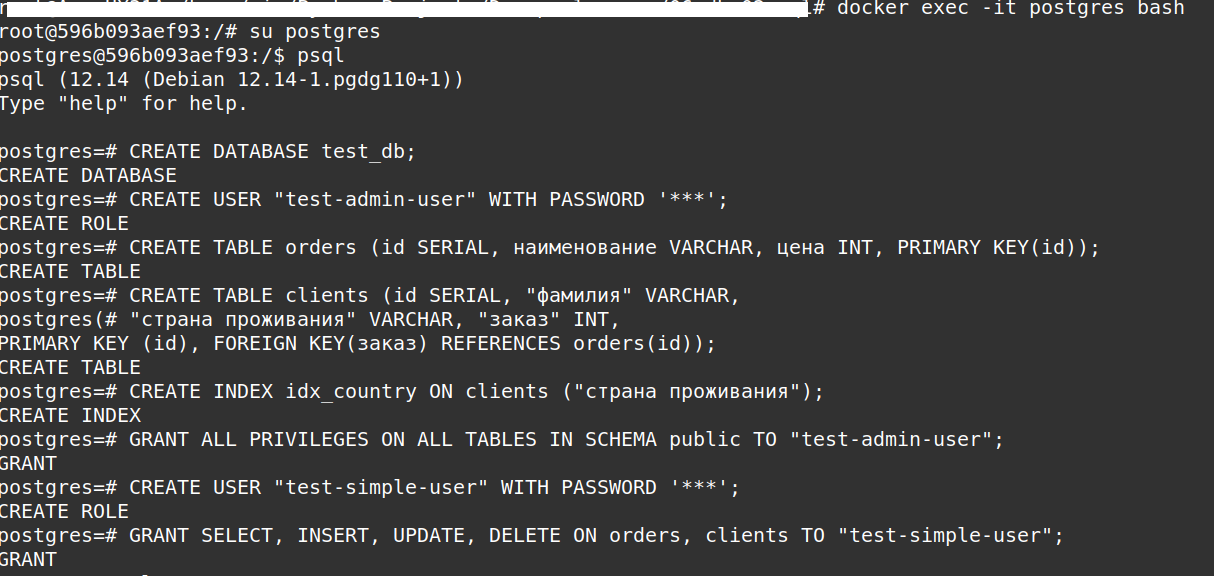 # docker exec -it postgres bash
root@596b093aef93:/# su postgres
postgres@596b093aef93:/$ psql
psql (12.14 (Debian 12.14-1.pgdg110+1))
Type "help" for help.
postgres=# CREATE DATABASE test_db;
CREATE DATABASE
postgres=# CREATE USER "test-admin-user" WITH PASSWORD '***';
CREATE ROLE
postgres=# CREATE TABLE orders (id SERIAL, наименование VARCHAR, цена INT, PRIMARY KEY(id));
CREATE TABLE
postgres=# CREATE TABLE clients (id SERIAL, "фамилия" VARCHAR,
postgres(# "страна проживания" VARCHAR, "заказ" INT,
PRIMARY KEY (id), FOREIGN KEY(заказ) REFERENCES orders(id));
CREATE TABLE
postgres=# CREATE INDEX idx_country ON clients ("страна проживания");
CREATE INDEX
postgres=# GRANT ALL PRIVILEGES ON ALL TABLES IN SCHEMA public TO "test-admin-user";
GRANT
postgres=# CREATE USER "test-simple-user" WITH PASSWORD '***';
CREATE ROLE
postgres=# GRANT SELECT, INSERT, UPDATE, DELETE ON orders, clients TO "test-simple-user";
GRANT